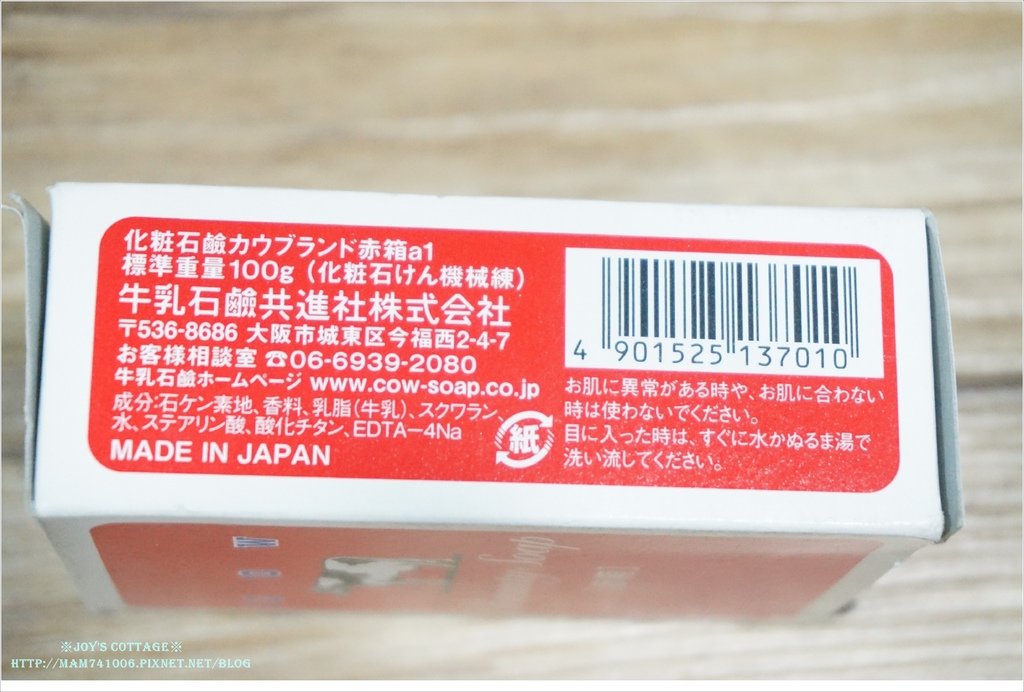 化粧石鹼カウブランド赤箱a1
標準重量100g（化粧石けん機械練）
牛乳石鹼共進社株式会社
〒536-8686 大阪市城東区今福西2-4-7
お客様相談室 ☎06-6939-2080
牛乳石鹼ホームページ www.cow-soap.co.jp
成分:石ケン素地、香料、乳脂(牛乳)、スクワラン、
水、ステアリン酸、酸化チタン、EDTA-4Na
MADE IN JAPAN
紙
4 901525 137010
お肌に異常がある時や、お肌に合わない
時は使わないでください。
目に入った時は、すぐに水かぬるま湯で
洗い流してください。
※JOY'S COTTAGE※
HTTP://MAM741006.PIXNET.NET/BLOG